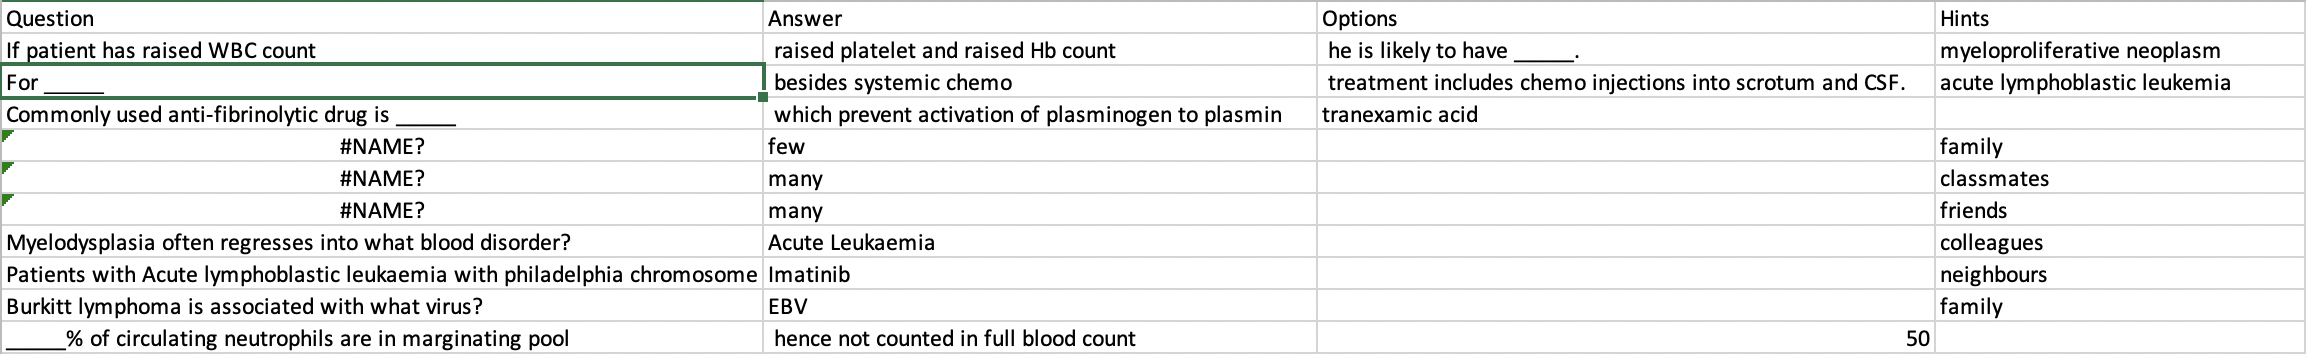 Question Answer Options Hints
If patient has raised WBC count raised platelet and raised Hb count he is likely to have _____. myeloproliferative neoplasm
For _____ besides systemic chemo treatment includes chemo injections into scrotum and CSF. acute lymphoblastic leukemia
Commonly used anti-fibrinolytic drug is _____ which prevent activation of plasminogen to plasmin tranexamic acid
#NAME? few family
#NAME? many classmates
#NAME? many friends
Myelodysplasia often regresses into what blood disorder? Acute Leukaemia colleagues
Patients with Acute lymphoblastic leukaemia with philadelphia chromosome Imatinib neighbours
Burkitt lymphoma is associated with what virus? EBV family
_____% of circulating neutrophils are in marginating pool hence not counted in full blood count 50